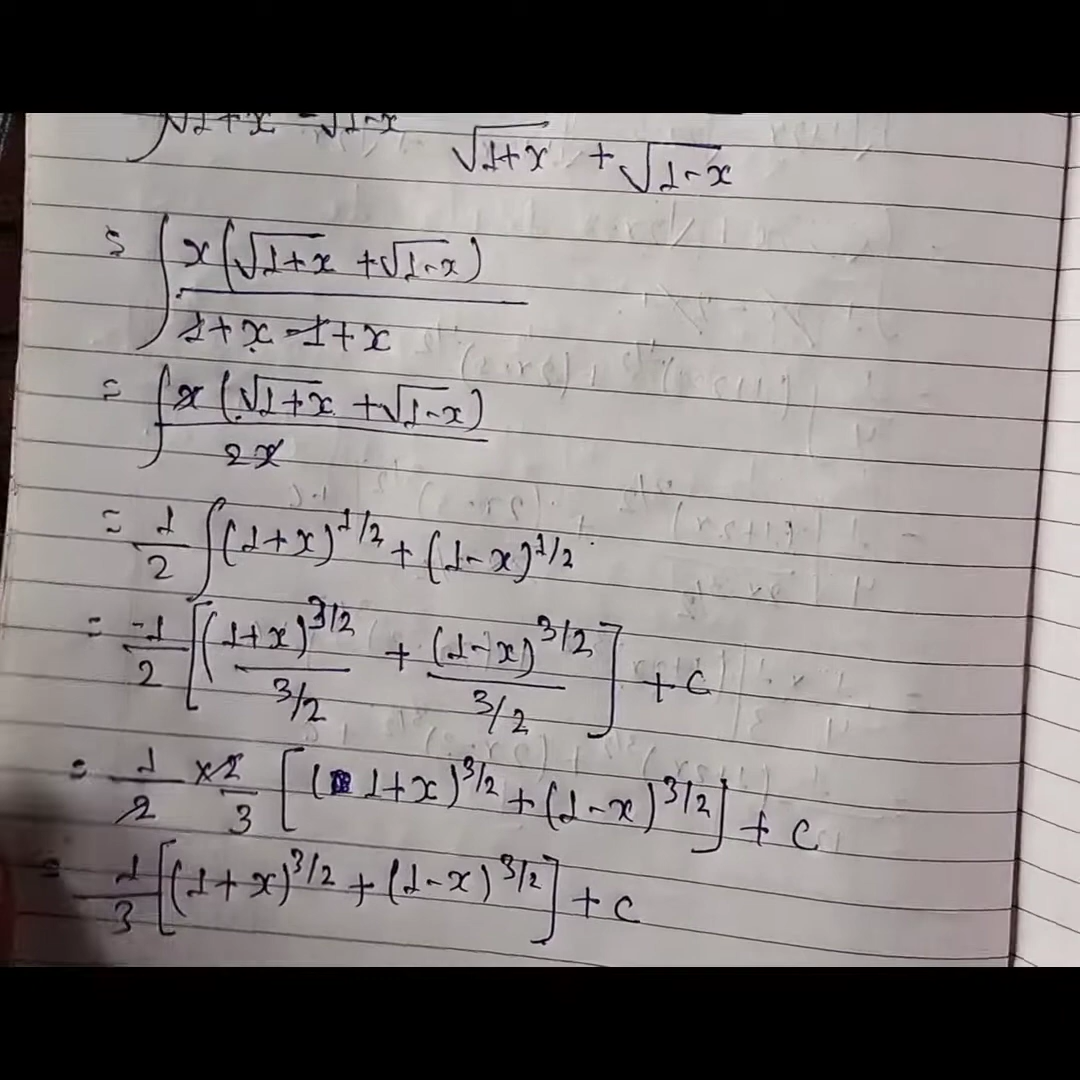 ∫ √1+x - √1-x √1+x + √1-x
= ∫ x(√1+x + √1-x) / 1+x-1+x
= ∫ x(√1+x + √1-x) / 2x
= 1/2 ∫ (1+x)^1/2 + (1-x)^1/2
= -1/2 [(1+x)^3/2 / 3/2 + (1-x)^3/2 / 3/2] + c
= 1/2 × 2/3 [(1+x)^3/2 + (1-x)^3/2] + c
= 1/3 [(1+x)^3/2 + (1-x)^3/2] + c